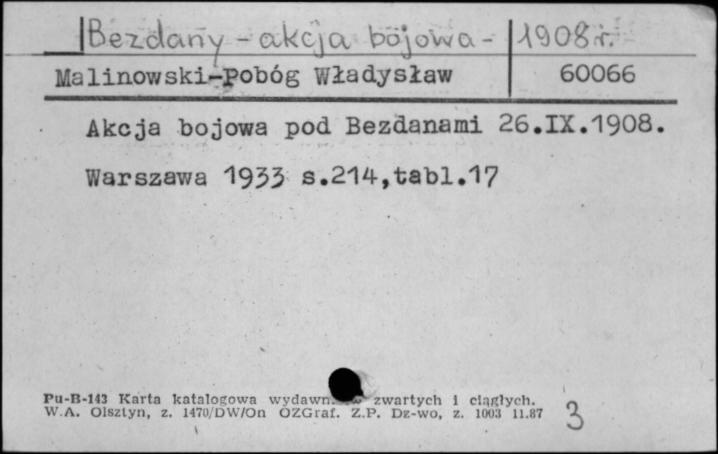 Bezdany - akcja bojowa - 1908 r.
Malinowski-Pobóg Władysław 60066
Akcja bojowa pod Bezdanami 26.IX.1908.
Warszawa 1933 s.214,tabl.17
Pu-B-143 Karta katalogowa zwartych i ciągłych.
W.A. Olsztyn, z. 1470/DW/On OZGraf. Z.P. Dz-wo, z. 1003 11.87
3